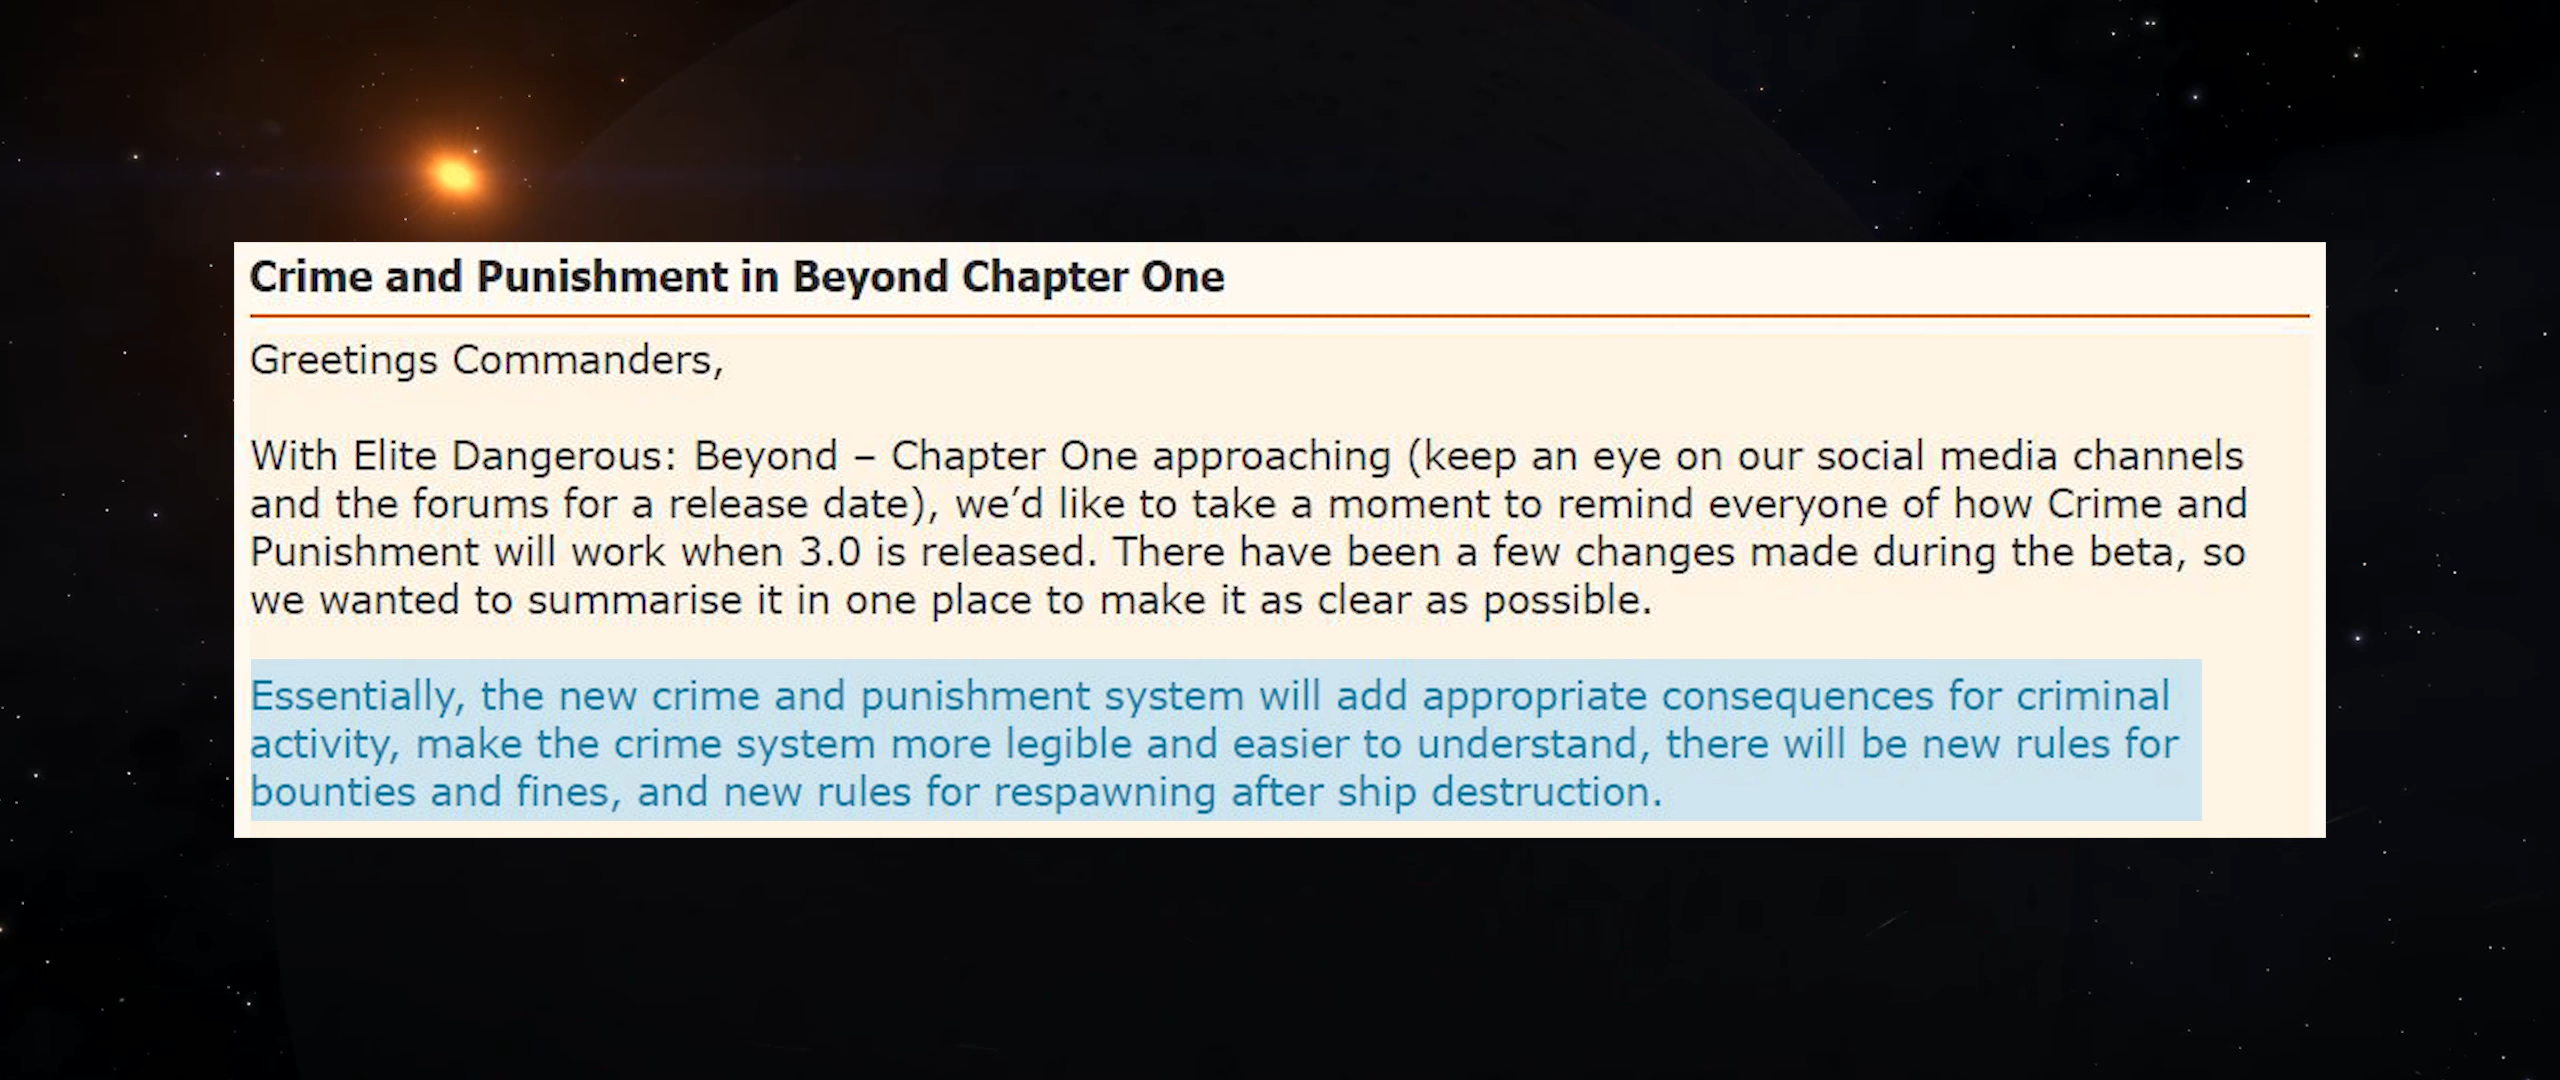 Crime and Punishment in Beyond Chapter One
Greetings Commanders,
With Elite Dangerous: Beyond – Chapter One approaching (keep an eye on our social media channels
and the forums for a release date), we’d like to take a moment to remind everyone of how Crime and
Punishment will work when 3.0 is released. There have been a few changes made during the beta, so
we wanted to summarise it in one place to make it as clear as possible.
Essentially, the new crime and punishment system will add appropriate consequences for criminal
activity, make the crime system more legible and easier to understand, there will be new rules for
bounties and fines, and new rules for respawning after ship destruction.